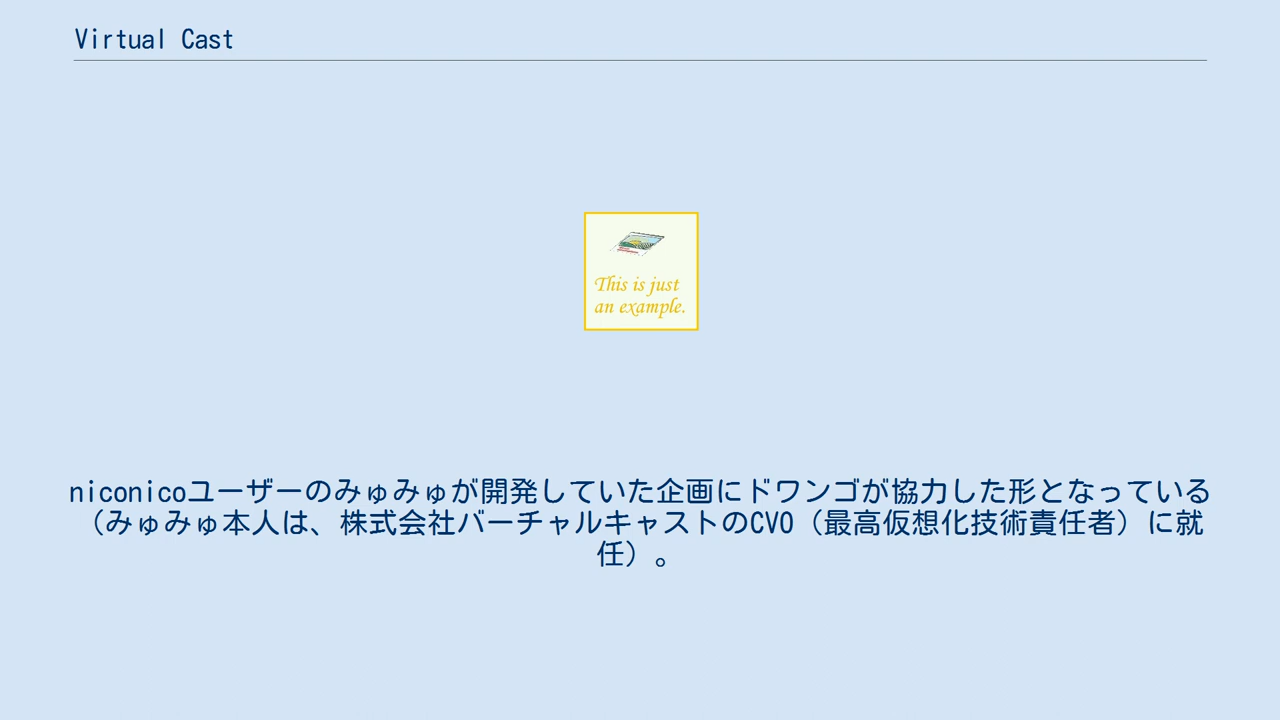 Virtual Cast
This is just
an example.
niconicoユーザーのみゅみゅが開発していた企画にドワンゴが協力した形となっている
（みゅみゅ本人は、株式会社バーチャルキャストのCVO（最高仮想化技術責任者）に就
任）。